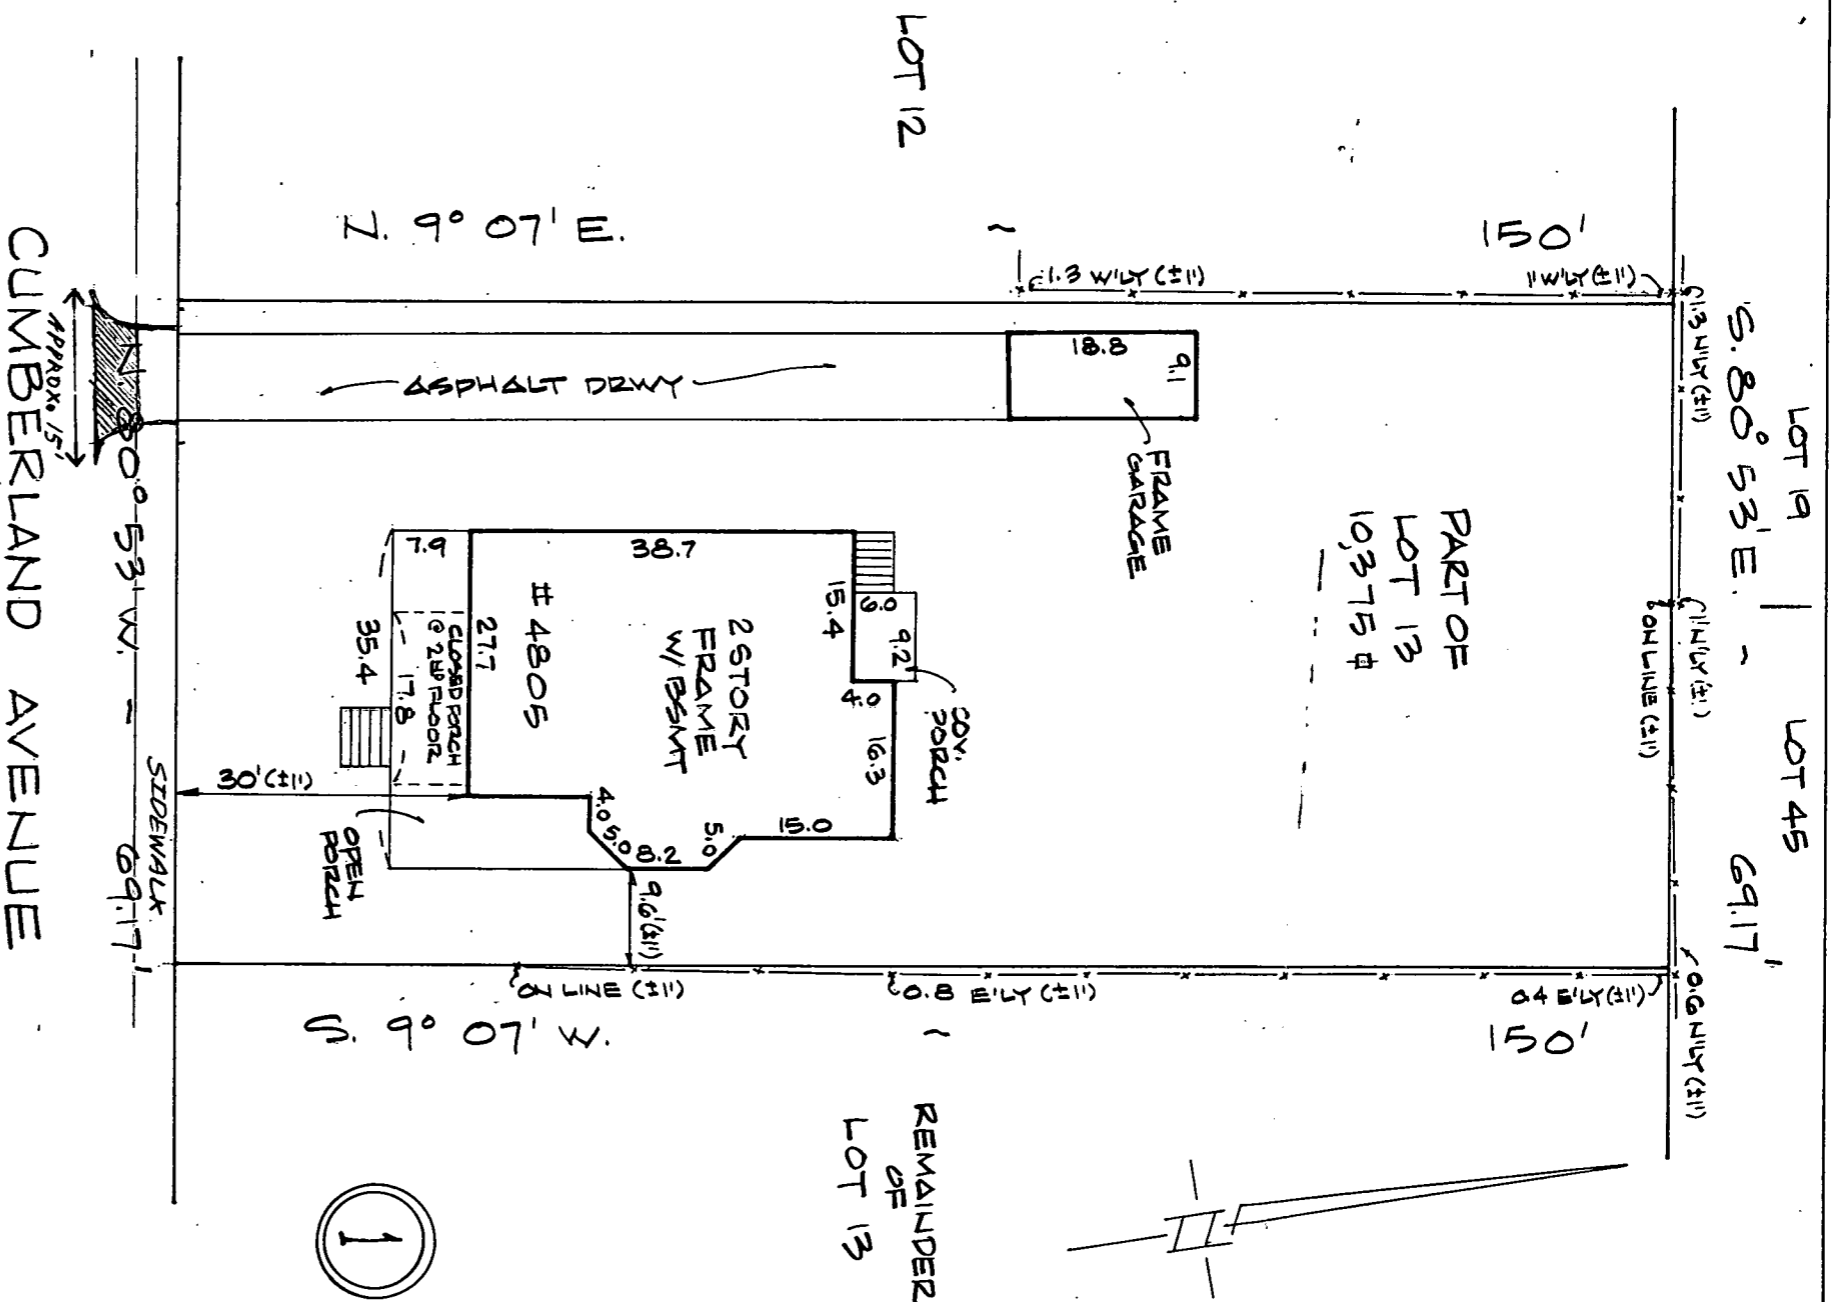 LOT 19
LOT 45
S. 80° 53' E. ~ 69.17'
1.3 N'LY (±1')
1' N'LY (±1')
ON LINE (±1')
0.6 N'LY (±1')
LOT 12
N. 9° 07' E. ~ 150'
1.3 W'LY (±1')
1' W'LY (±1')
18.8
9.1
FRAME
GARAGE
ASPHALT DRWY
PART OF
LOT 13
10,375
38.7
7.9
15.4
6.0
9.2
4.0
COV.
PORCH
16.3
15.0
5.0
8.2
5.0
4.0
9.6' (±1')
2 STORY
FRAME
W/ BSMT
# 4805
27.7
CLOSED PORCH
@ 2ND FLOOR
17.8
35.4
30' (±1')
OPEN
PORCH
ON LINE (±1')
0.8 E'LY (±1')
0.4 E'LY (±1')
S. 9° 07' W. ~ 150'
REMAINDER
OF
LOT 13
SIDEWALK
N. 80° 53' W. - 69.17'
APPROX. 15'
CUMBERLAND AVENUE
1